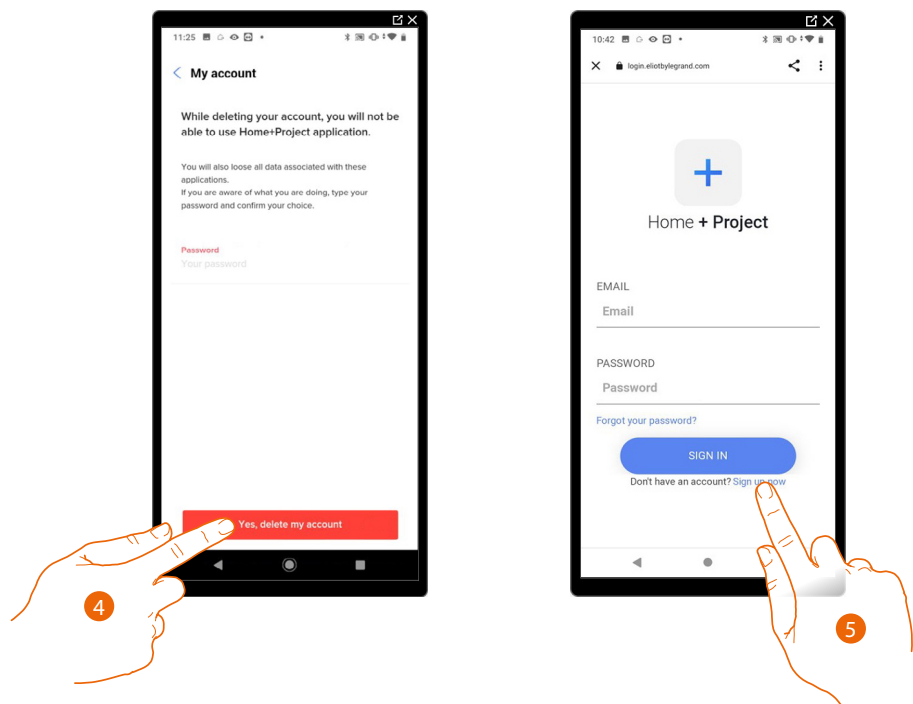 11:25
My account
While deleting your account, you will not be
able to use Home+Project application.
You will also loose all data associated with these
applications.
If you are aware of what you are doing, type your
password and confirm your choice.
Password
Your password
Yes, delete my account
4
10:42
login.eliotbylegrand.com
Home + Project
EMAIL
Email
PASSWORD
Password
Forgot your password?
SIGN IN
Don't have an account? Sign up now
5